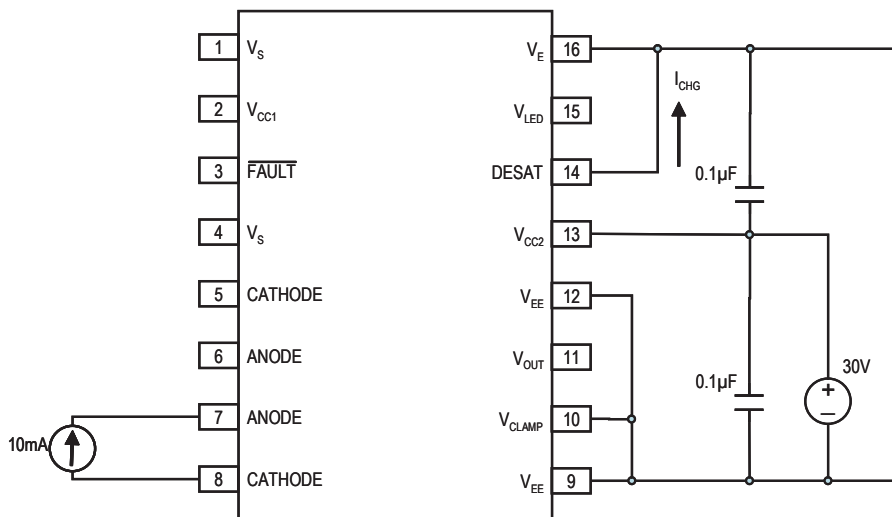 1 V_S V_E 16
2 V_CC1 V_LED 15
I_CHG
3 FAULT DESAT 14
0.1µF
4 V_S V_CC2 13
5 CATHODE V_EE 12
6 ANODE V_OUT 11
30V
0.1µF
+
7 ANODE V_CLAMP 10
–
10mA
8 CATHODE V_EE 9